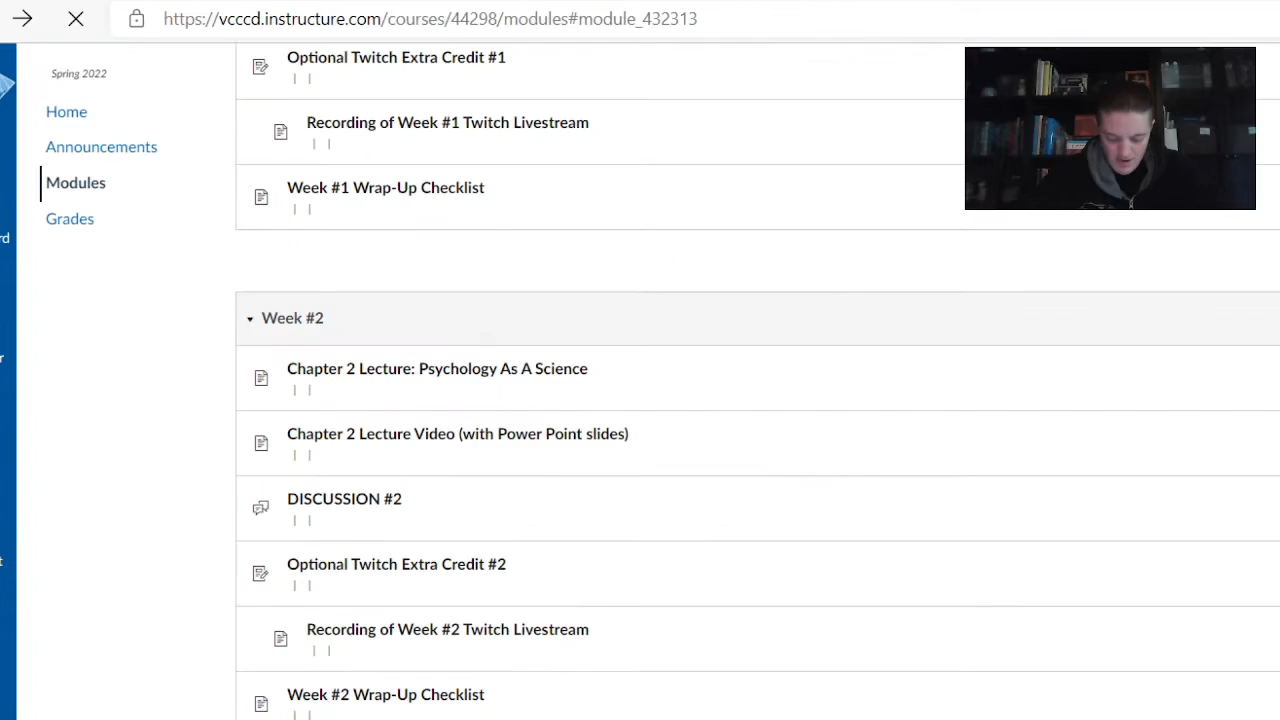 https://vcccd.instructure.com/courses/44298/modules#module_432313
Spring 2022
Home
Announcements
Modules
Grades
rd
r
t
Optional Twitch Extra Credit #1
| |
Recording of Week #1 Twitch Livestream
| |
Week #1 Wrap-Up Checklist
| |
Week #2
Chapter 2 Lecture: Psychology As A Science
| |
Chapter 2 Lecture Video (with Power Point slides)
| |
DISCUSSION #2
| |
Optional Twitch Extra Credit #2
| |
Recording of Week #2 Twitch Livestream
| |
Week #2 Wrap-Up Checklist
| |